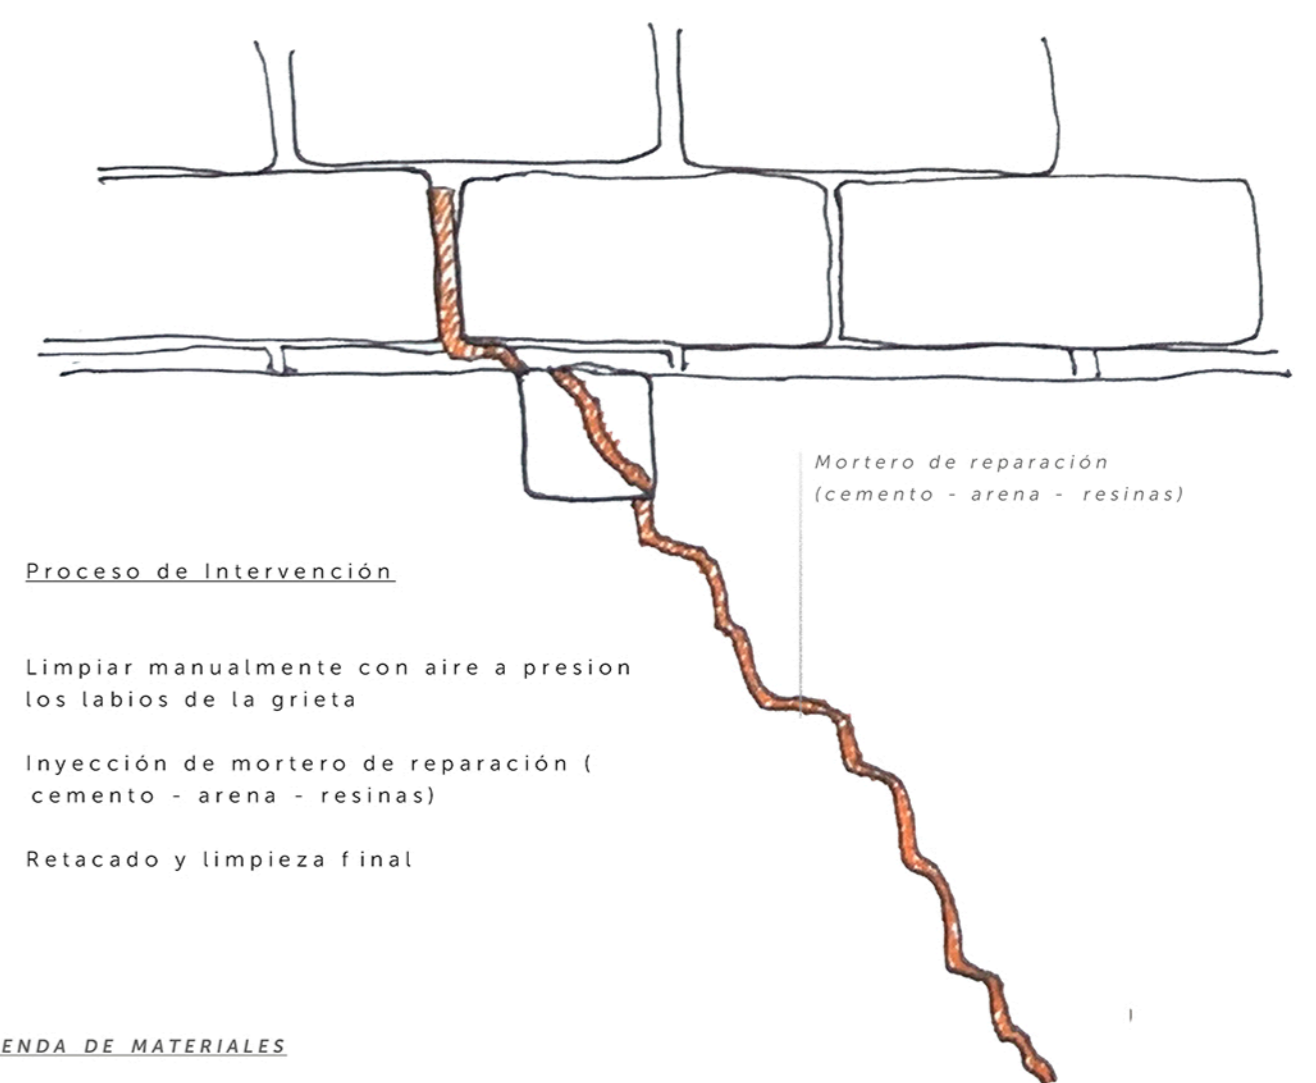 Mortero de reparación
(cemento - arena - resinas)
Proceso de Intervención
Limpiar manualmente con aire a presion
los labios de la grieta
Inyección de mortero de reparación (
cemento - arena - resinas)
Retacado y limpieza final
ENDA DE MATERIALES